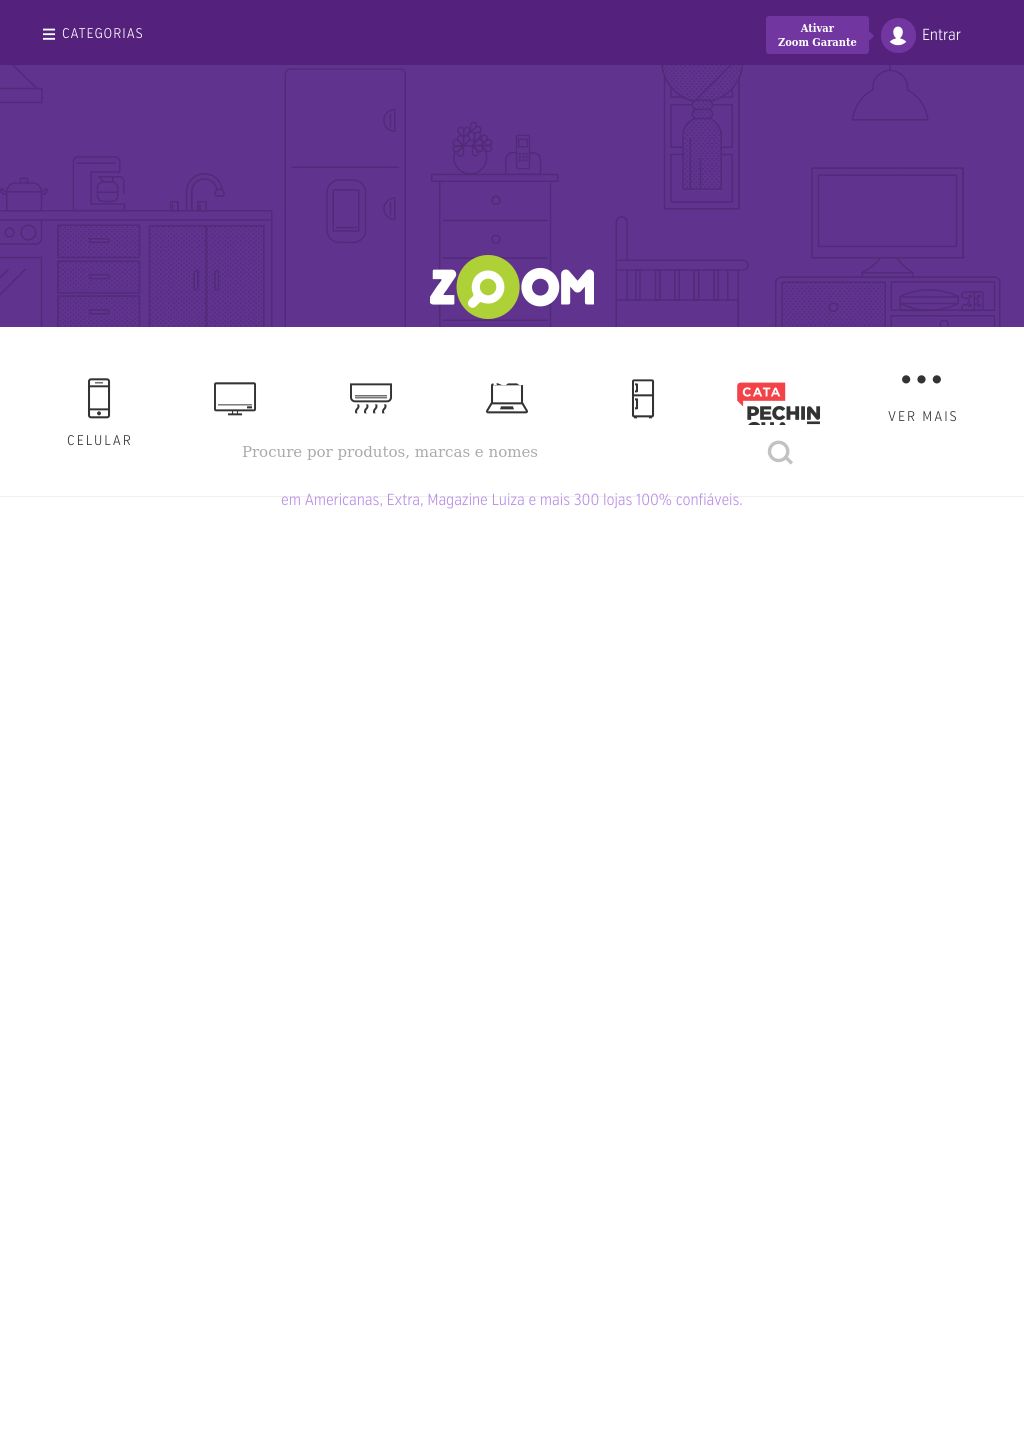 CATEGORIAS
Ativar
Zoom Garante
Entrar
ZOOM
CATA
PECHIN
VER MAIS
CELULAR
Procure por produtos, marcas e nomes
em Americanas, Extra, Magazine Luiza e mais 300 lojas 100% confiáveis.